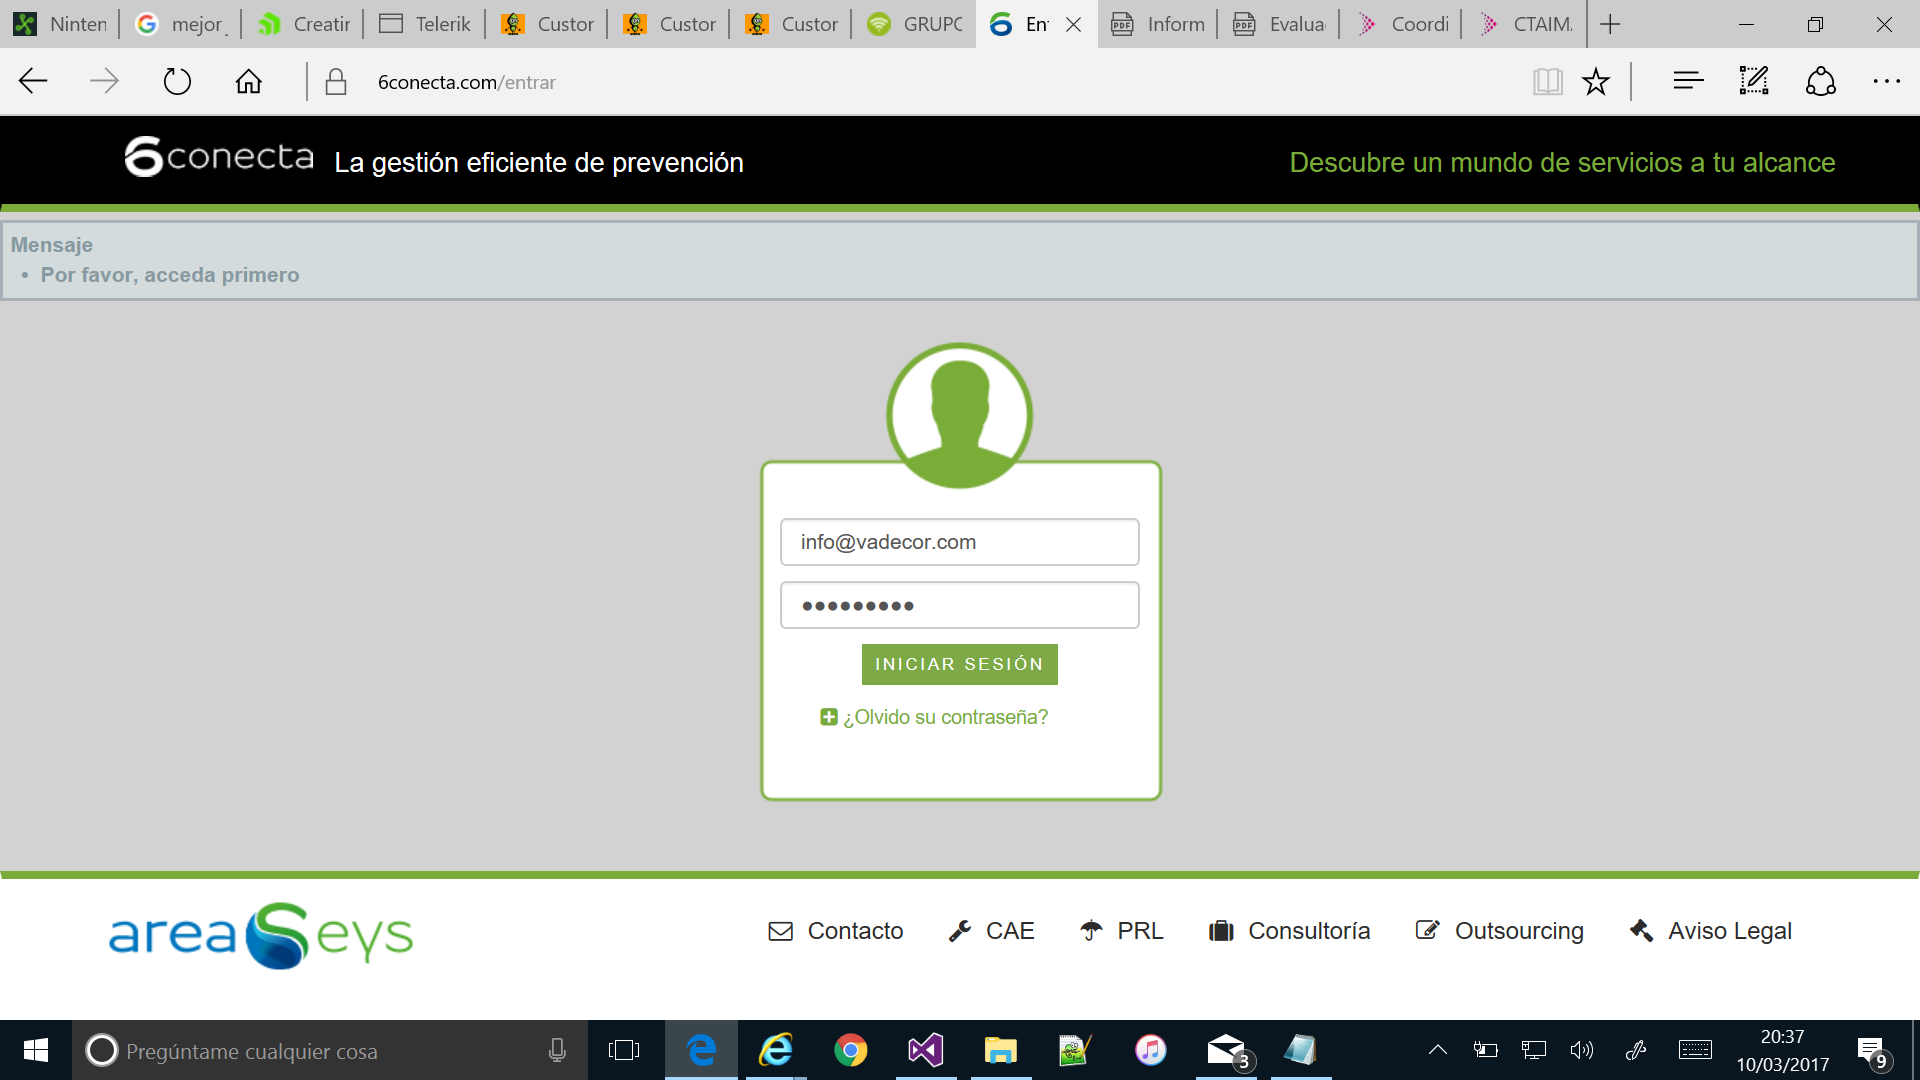 Ninten
mejor
Creatir
Telerik
Custor
Custor
Custor
GRUPO
En
Inform
Evalua
Coordi
CTAIM.
6conecta.com/entrar
6conecta La gestión eficiente de prevención
Descubre un mundo de servicios a tu alcance
Mensaje
• Por favor, acceda primero
info@vadecor.com
•••••••••
INICIAR SESIÓN
¿Olvido su contraseña?
areaSeys
Contacto
CAE
PRL
Consultoría
Outsourcing
Aviso Legal
Pregúntame cualquier cosa
3
20:37
10/03/2017
9